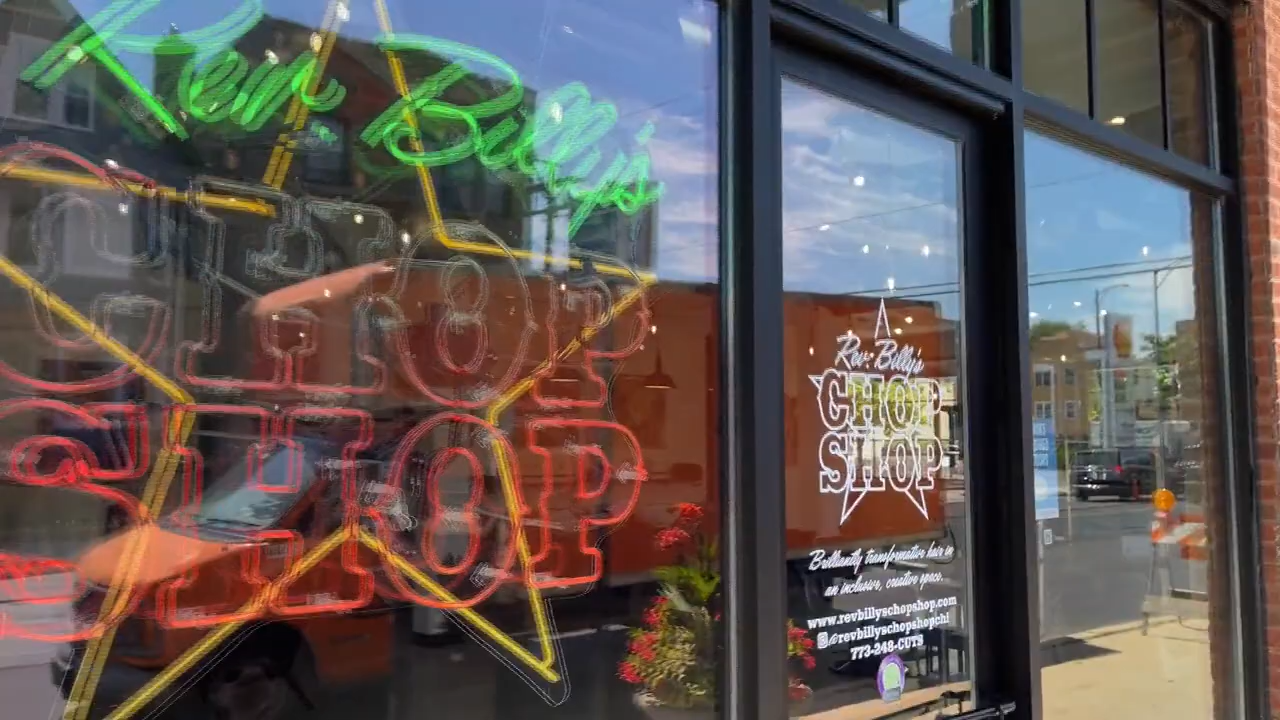 Rev. Billy's
CHOP
SHOP
Rev. Billy's
CHOP
SHOP
Brilliantly transformative hair in
an inclusive, creative space.
www.revbillyschopshop.com
@revbillyschopshopchi
773-248-CUTS